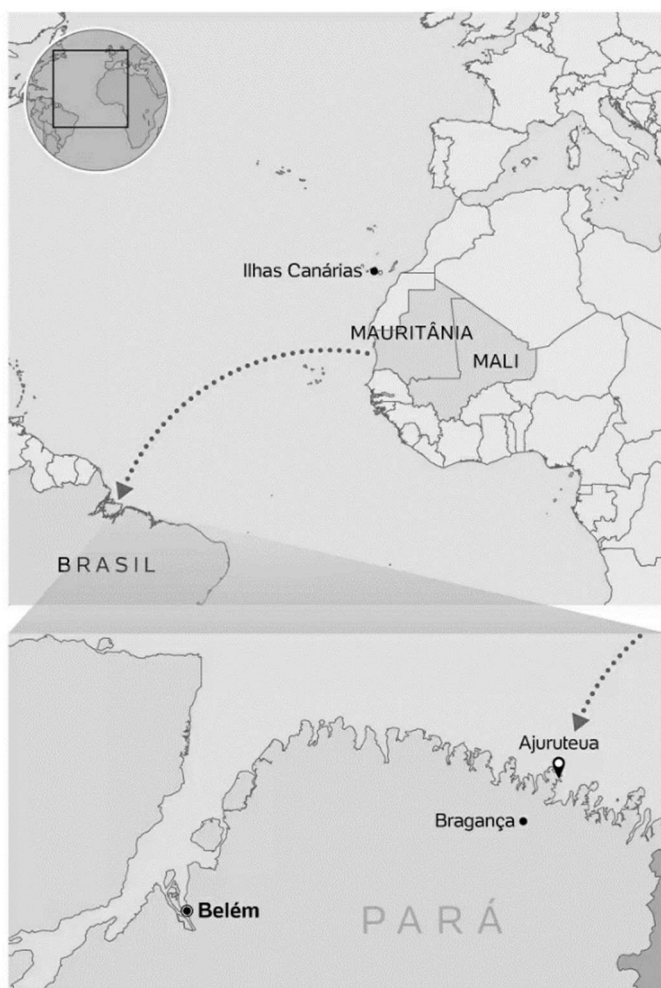 Ilhas Canárias
MAURITÂNIA
MALI
BRASIL
Ajuruteua
Bragança
Belém
PARÁ